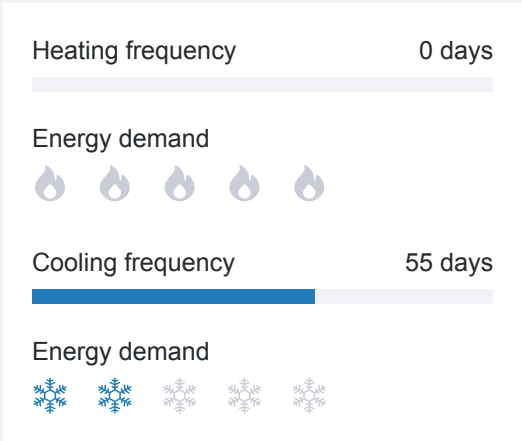 Heating frequency 0 days
Energy demand
Cooling frequency 55 days
Energy demand